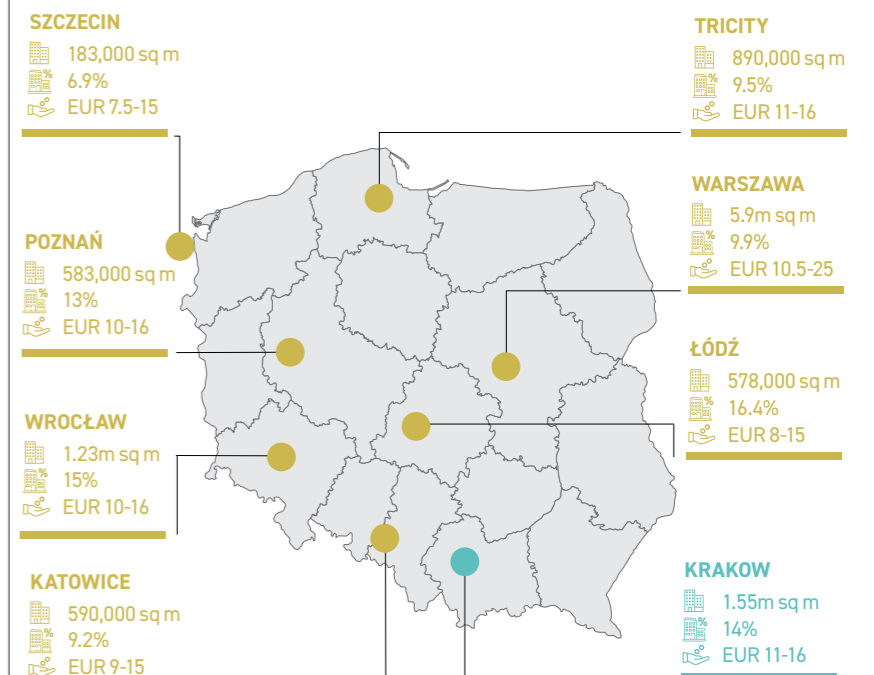 SZCZECIN
183,000 sq m
6.9%
EUR 7.5-15
POZNAŃ
583,000 sq m
13%
EUR 10-16
WROCŁAW
1.23m sq m
15%
EUR 10-16
KATOWICE
590,000 sq m
9.2%
EUR 9-15
TRICITY
890,000 sq m
9.5%
EUR 11-16
WARSZAWA
5.9m sq m
9.9%
EUR 10.5-25
ŁÓDŹ
578,000 sq m
16.4%
EUR 8-15
KRAKOW
1.55m sq m
14%
EUR 11-16